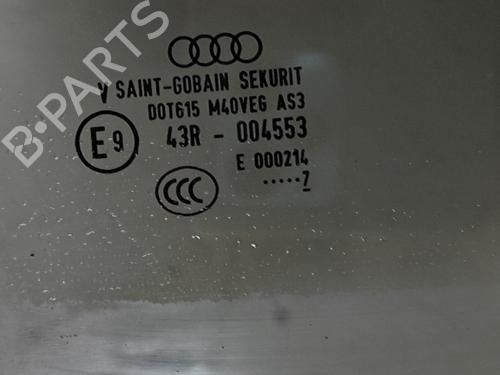 B-PARTS
V SAINT-GOBAIN SEKURIT
DOT615 M40VEG AS3
E9 43R - 004553
E 000214
CCC .....7